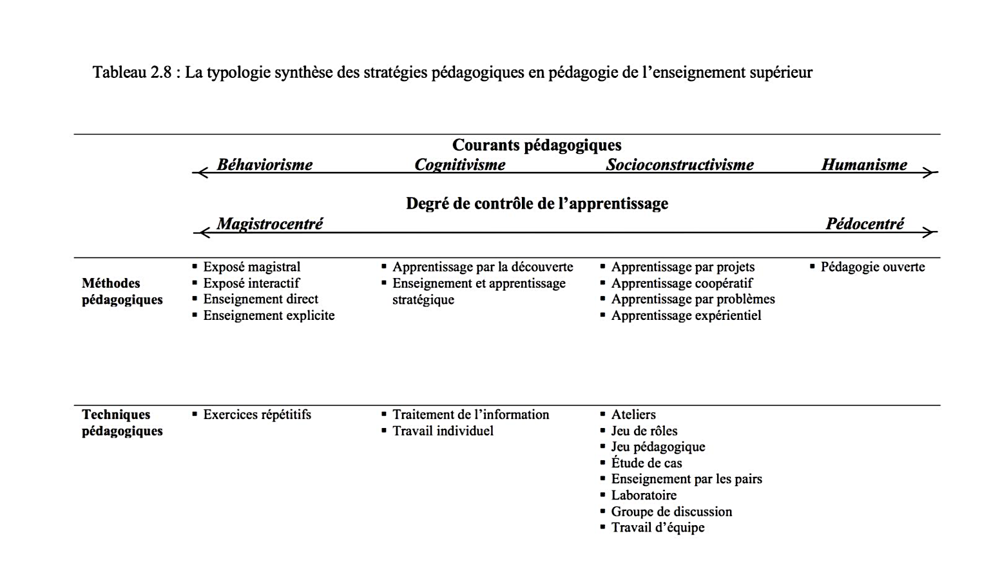 Tableau 2.8 : La typologie synthèse des stratégies pédagogiques en pédagogie de l'enseignement supérieur
Courants pédagogiques
Béhaviorisme Cognitivisme Socioconstructivisme Humanisme
Degré de contrôle de l'apprentissage
Magistrocentré Pédocentré
Méthodes
pédagogiques
▪ Exposé magistral
▪ Exposé interactif
▪ Enseignement direct
▪ Enseignement explicite
▪ Apprentissage par la découverte
▪ Enseignement et apprentissage
stratégique
▪ Apprentissage par projets
▪ Apprentissage coopératif
▪ Apprentissage par problèmes
▪ Apprentissage expérientiel
▪ Pédagogie ouverte
Techniques
pédagogiques
▪ Exercices répétitifs
▪ Traitement de l'information
▪ Travail individuel
▪ Ateliers
▪ Jeu de rôles
▪ Jeu pédagogique
▪ Étude de cas
▪ Enseignement par les pairs
▪ Laboratoire
▪ Groupe de discussion
▪ Travail d'équipe